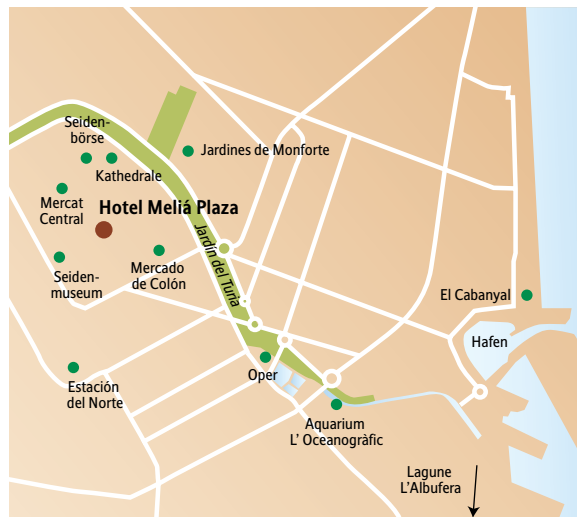 Seiden-
börse
Kathedrale
Jardines de Monforte
Mercat
Central
Hotel Meliá Plaza
Jardín del Turia
Seiden-
museum
Mercado
de Colón
El Cabanyal
Hafen
Oper
Estación
del Norte
Aquarium
L' Oceanogràfic
Lagune
L'Albufera